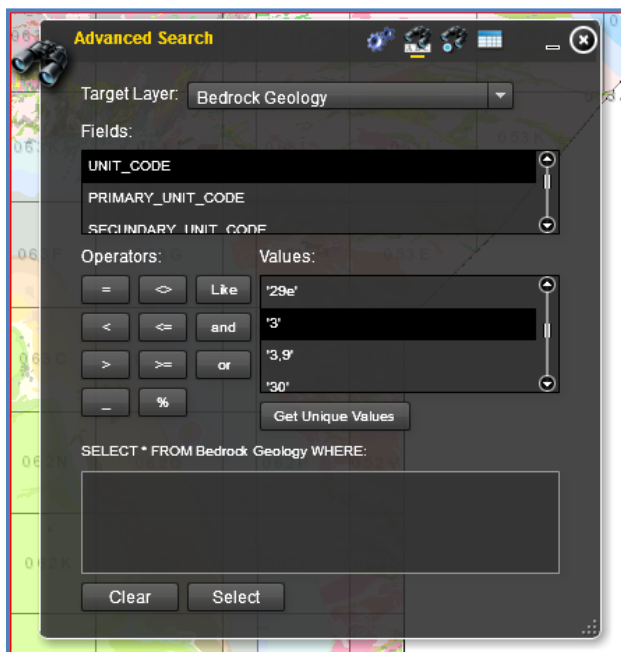 Advanced Search
Target Layer: Bedrock Geology
Fields:
UNIT_CODE
PRIMARY_UNIT_CODE
SECUNDARY_UNIT_CODE
Operators: Values:
= <> Like '29e'
< <= and '3'
> >= or '3,9'
_ % '30'
Get Unique Values
SELECT * FROM Bedrock Geology WHERE:
Clear Select